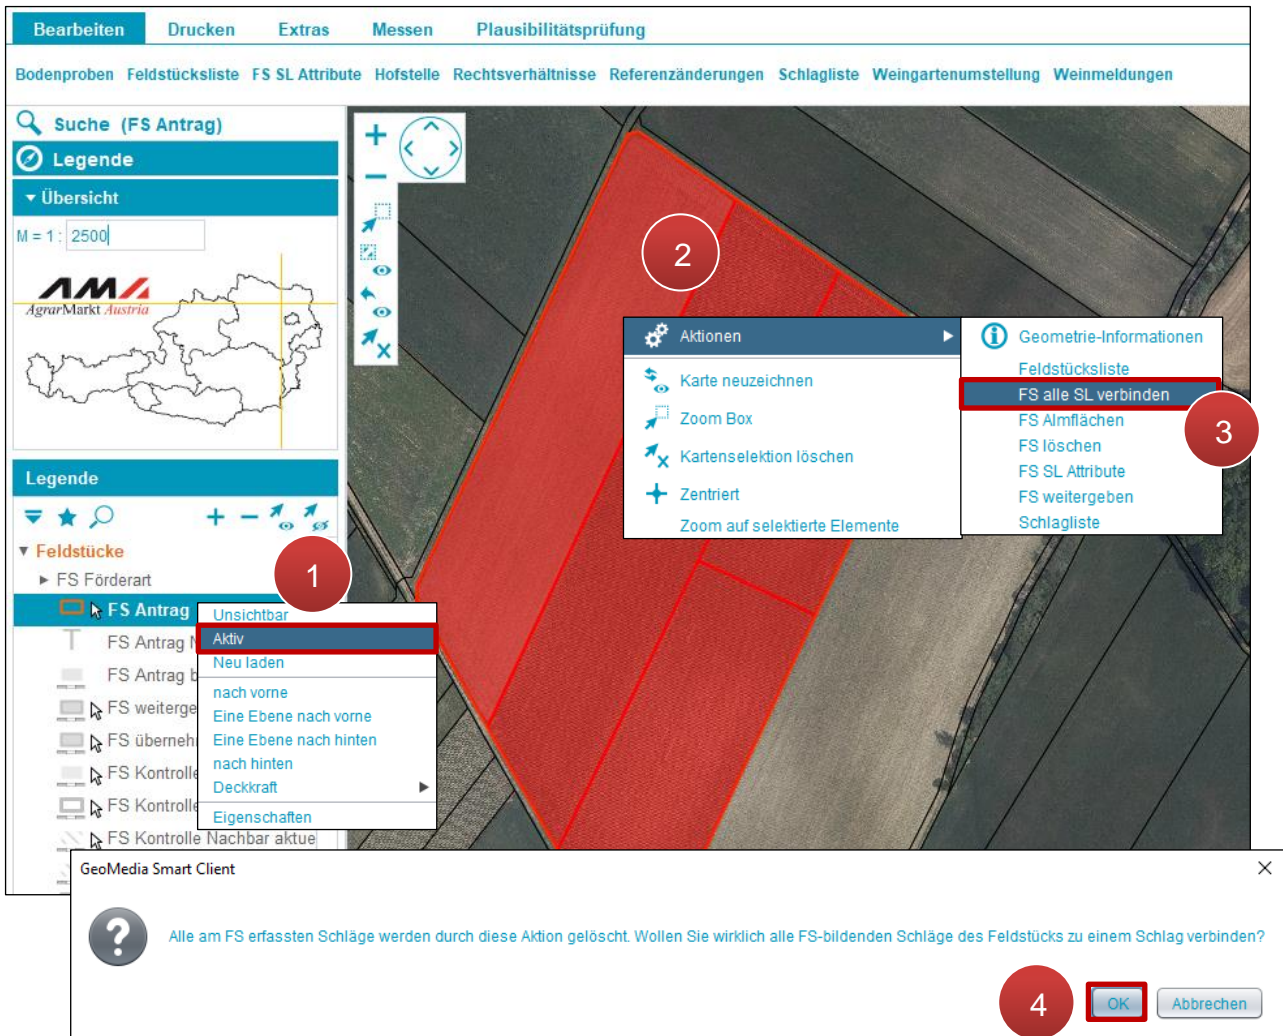 Bearbeiten Drucken Extras Messen Plausibilitätsprüfung
Bodenproben Feldstücksliste FS SL Attribute Hofstelle Rechtsverhältnisse Referenzänderungen Schlagliste Weingartenumstellung Weinmeldungen
Suche (FS Antrag)
Legende
Übersicht
M = 1 : 2500
AMA
AgrarMarkt Austria
Legende
Feldstücke
FS Förderart
FS Antrag
FS Antrag N
FS Antrag b
FS weiterge
FS übernehm
FS Kontrolle
FS Kontrolle
FS Kontrolle Nachbar aktue
1
Unsichtbar
Aktiv
Neu laden
nach vorne
Eine Ebene nach vorne
Eine Ebene nach hinten
nach hinten
Deckkraft
Eigenschaften
2
Aktionen
Karte neuzeichnen
Zoom Box
Kartenselektion löschen
Zentriert
Zoom auf selektierte Elemente
Geometrie-Informationen
Feldstücksliste
FS alle SL verbinden
FS Almflächen
FS löschen
FS SL Attribute
FS weitergeben
Schlagliste
3
GeoMedia Smart Client
Alle am FS erfassten Schläge werden durch diese Aktion gelöscht. Wollen Sie wirklich alle FS-bildenden Schläge des Feldstücks zu einem Schlag verbinden?
4
OK Abbrechen